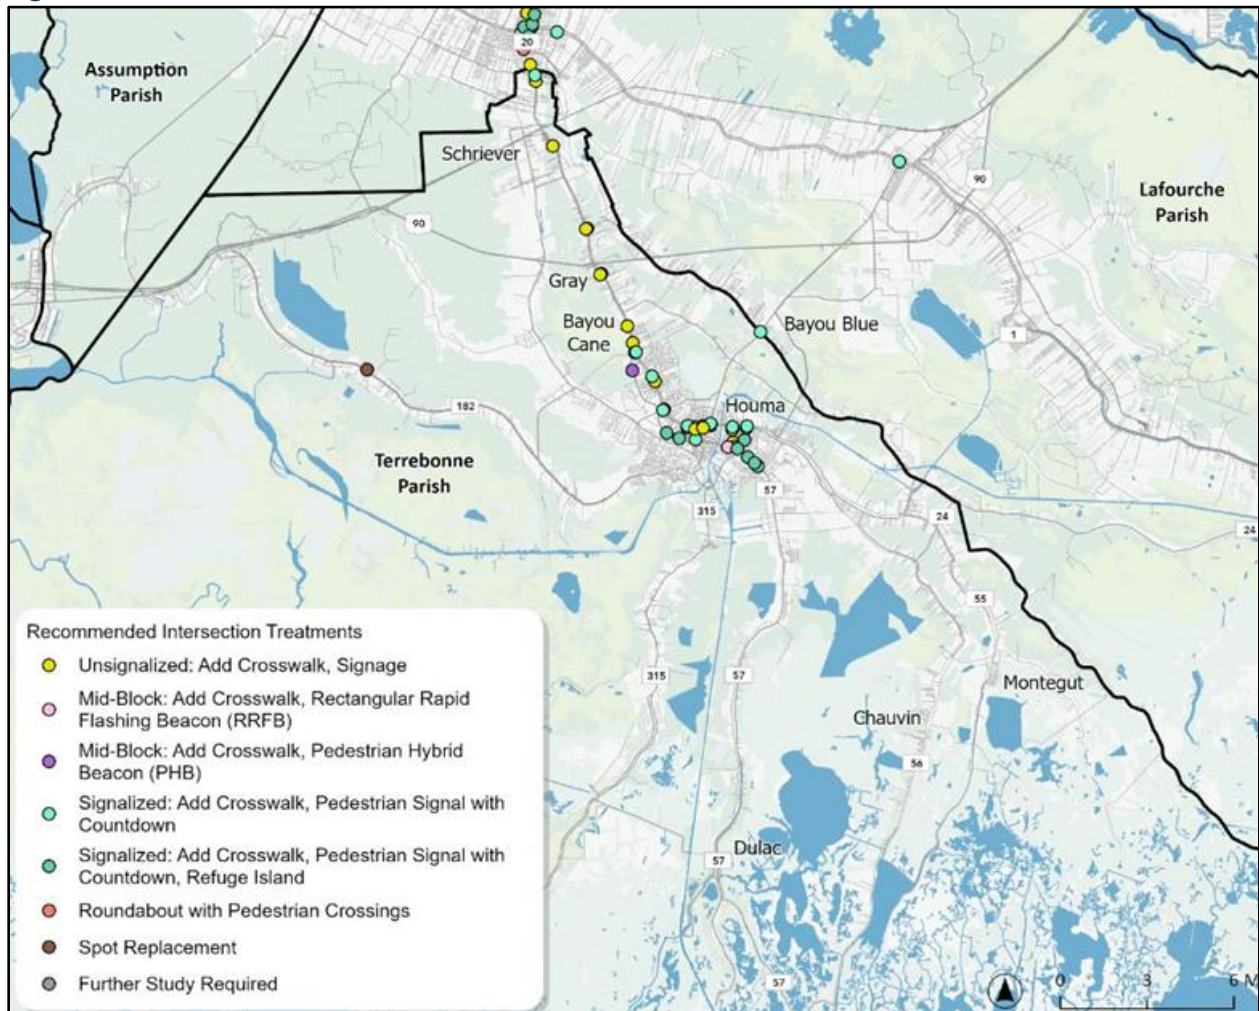 20
Assumption
Parish
Schriever
90
Lafourche
Parish
90
Gray
Bayou
Cane
Bayou Blue
1
Houma
182
Terrebonne
Parish
57
315
24
24
55
315
57
Montegut
Chauvin
56
Dulac
57
57
Recommended Intersection Treatments
Unsignalized: Add Crosswalk, Signage
Mid-Block: Add Crosswalk, Rectangular Rapid
Flashing Beacon (RRFB)
Mid-Block: Add Crosswalk, Pedestrian Hybrid
Beacon (PHB)
Signalized: Add Crosswalk, Pedestrian Signal with
Countdown
Signalized: Add Crosswalk, Pedestrian Signal with
Countdown, Refuge Island
Roundabout with Pedestrian Crossings
Spot Replacement
Further Study Required
0 3 6 M